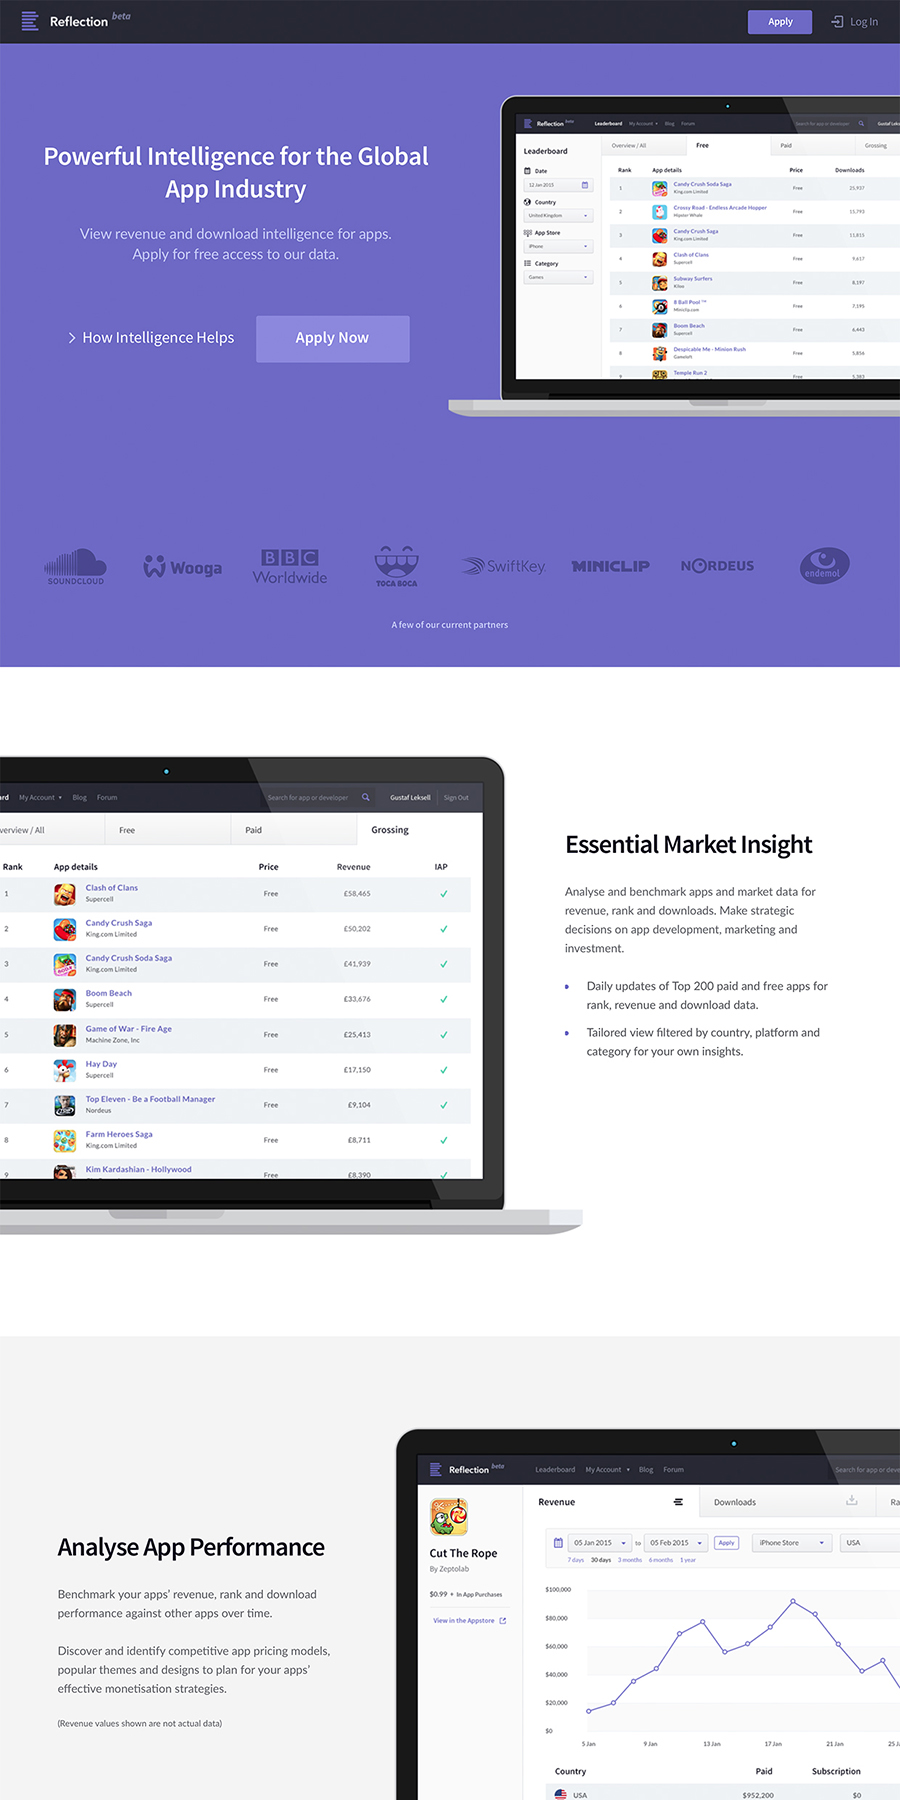 Reflection beta
Apply
Log In
Powerful Intelligence for the Global
App Industry
View revenue and download intelligence for apps.
Apply for free access to our data.
How Intelligence Helps
Apply Now
Reflection beta
Leaderboard My Account Blog Forum
Search for app or developer
Leaderboard
Date
12 Jan 2015
Country
United Kingdom
App Store
iPhone
Category
Games
Overview / All Free Paid Grossing
Rank App details Price Downloads
1 Candy Crush Soda Saga Free 25,937
King.com Limited
2 Crossy Road - Endless Arcade Hopper Free 15,793
Hipster Whale
3 Candy Crush Saga Free 11,815
King.com Limited
4 Clash of Clans Free 9,617
Supercell
5 Subway Surfers Free 8,197
Kiloo
6 8 Ball Pool ™ Free 7,195
Miniclip.com
7 Boom Beach Free 6,443
Supercell
8 Despicable Me - Minion Rush Free 5,856
Gameloft
9 Temple Run 2 Free 5,383
SOUNDCLOUD
Wooga
BBC
Worldwide
TOCA BOCA
SwiftKey
MINICLIP
NORDEUS
endemol
A few of our current partners
My Account Blog Forum
Search for app or developer
Gustaf Leksell
Sign Out
verview / All Free Paid Grossing
Rank App details Price Revenue IAP
1 Clash of Clans Free £58,465
Supercell
2 Candy Crush Saga Free £50,202
King.com Limited
3 Candy Crush Soda Saga Free £41,939
King.com Limited
4 Boom Beach Free £33,676
Supercell
5 Game of War - Fire Age Free £25,413
Machine Zone, Inc
6 Hay Day Free £17,150
Supercell
7 Top Eleven - Be a Football Manager Free £9,104
Nordeus
8 Farm Heroes Saga Free £8,711
King.com Limited
9 Kim Kardashian - Hollywood Free £8,390
Essential Market Insight
Analyse and benchmark apps and market data for
revenue, rank and downloads. Make strategic
decisions on app development, marketing and
investment.
Daily updates of Top 200 paid and free apps for
rank, revenue and download data.
Tailored view filtered by country, platform and
category for your own insights.
Analyse App Performance
Benchmark your apps' revenue, rank and download
performance against other apps over time.
Discover and identify competitive app pricing models,
popular themes and designs to plan for your apps'
effective monetisation strategies.
(Revenue values shown are not actual data)
Reflection beta
Leaderboard My Account Blog Forum
Search for app or deve
Cut The Rope
By Zeptolab
$0.99 + In App Purchases
View in the Appstore
Revenue Downloads Ra
05 Jan 2015 to 05 Feb 2015 Apply iPhone Store USA
7 days 30 days 3 months 6 months 1 year
$100,000
$80,000
$60,000
$40,000
$20,000
$0
5 Jan 9 Jan 13 Jan 17 Jan 21 Jan 25 J
Country Paid Subscription
USA $952,200 $0